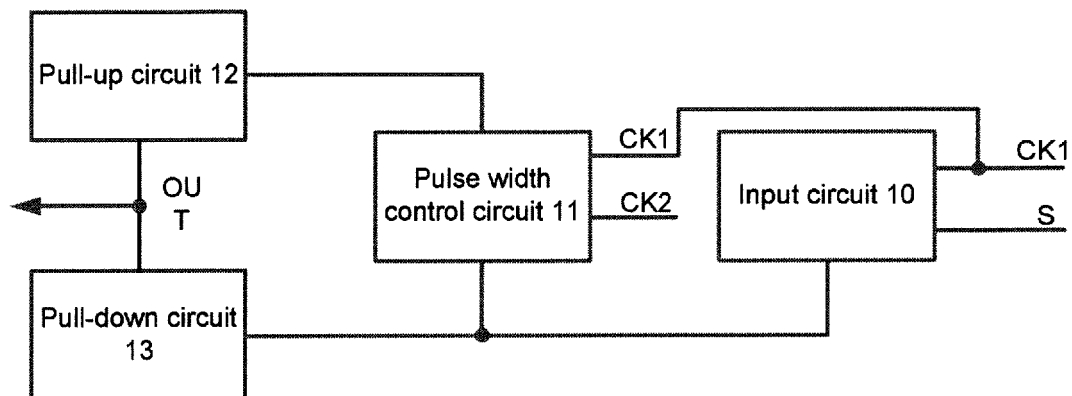 Pull-up circuit 12
CK1
CK1
Pulse width
control circuit 11
Input circuit 10
OU
T
CK2
S
Pull-down circuit
13